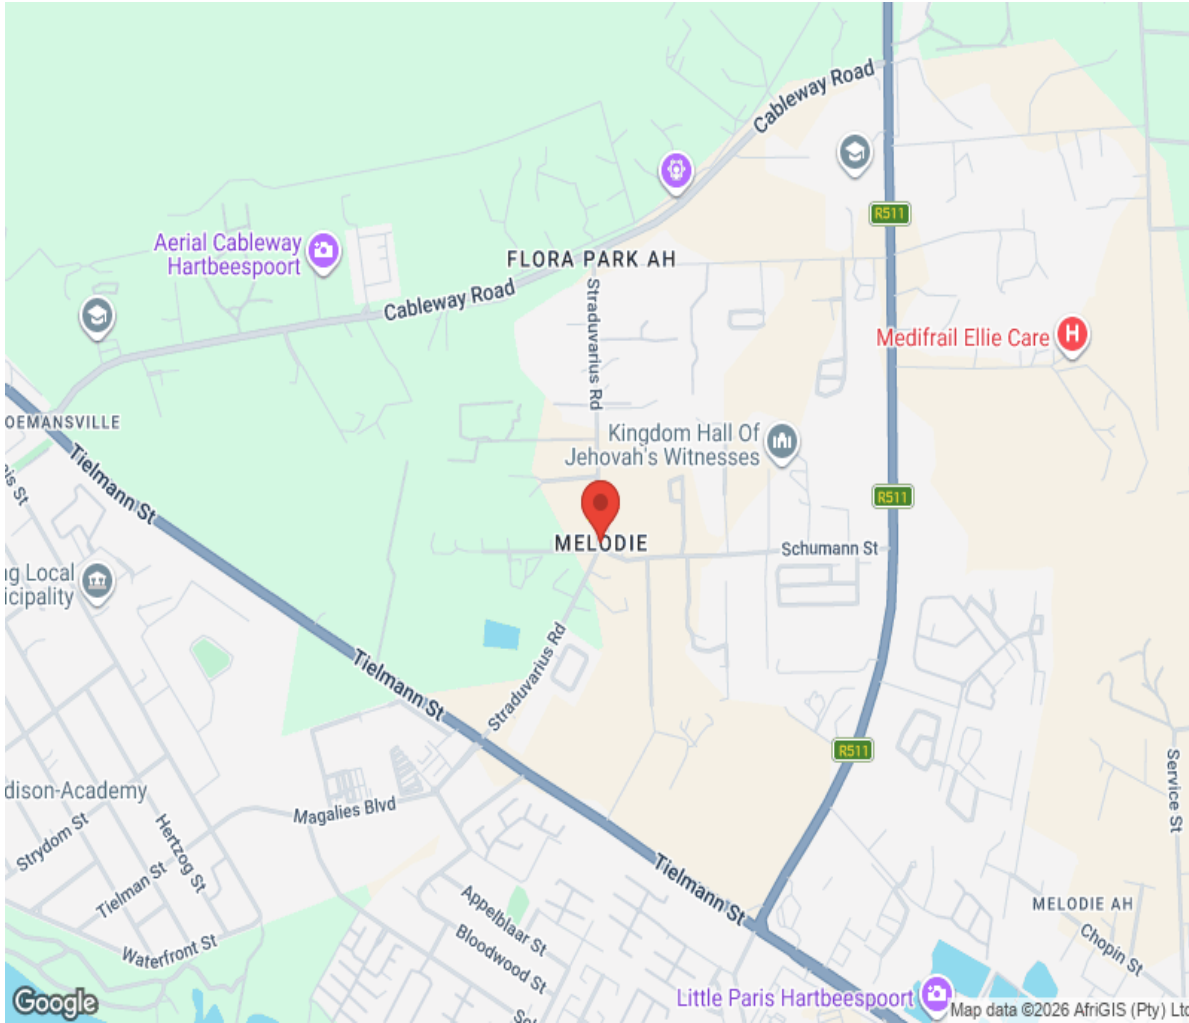 Cableway Road
R511
Aerial Cableway
Hartbeespoort
FLORA PARK AH
Cableway Road
Straduvarius Rd
Medifrail Ellie Care
H
OEMANSVILLE
Kingdom Hall Of
Jehovah's Witnesses
Tielmann St
eis St
R511
MELODIE
Schumann St
ng Local
icipality
Straduvarius Rd
Tielmann St
R511
Service St
dison-Academy
Magalies Blvd
Strydom St
Hertzog St
Tielman St
Tielmann St
Appelblaar St
MELODIE AH
Waterfront St
Bloodwood St
Chopin St
Little Paris Hartbeespoort
Google
Map data ©2026 AfriGIS (Pty) Ltd